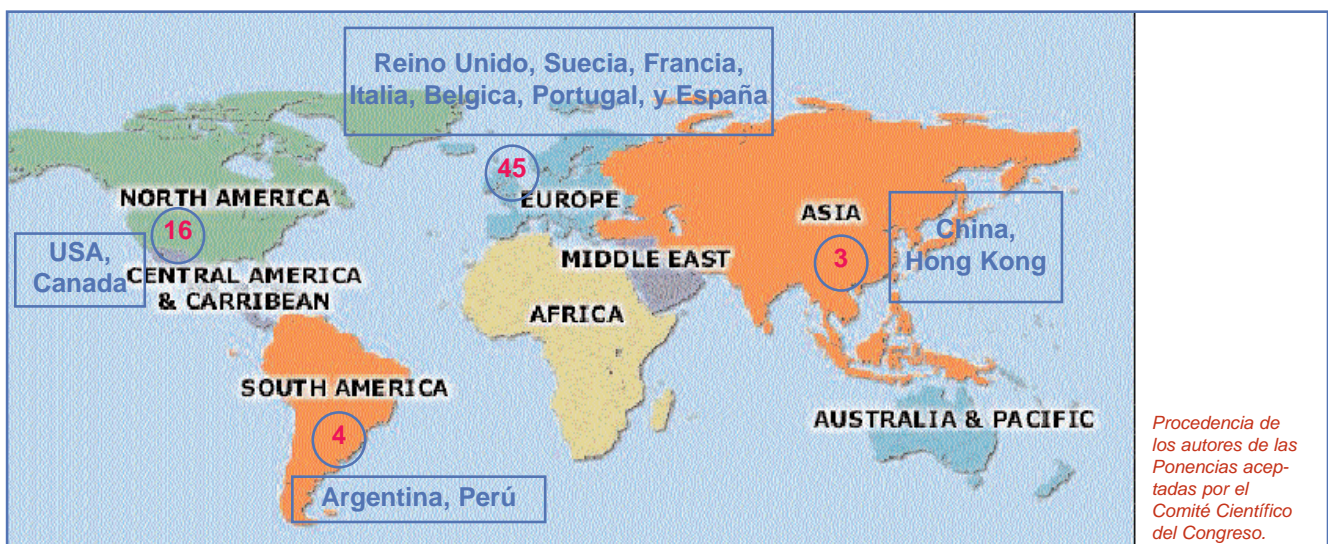 Reino Unido, Suecia, Francia,
Italia, Belgica, Portugal, y España
45
EUROPE
NORTH AMERICA
16
USA,
Canada
CENTRAL AMERICA
& CARRIBEAN
ASIA
3
China,
Hong Kong
MIDDLE EAST
AFRICA
SOUTH AMERICA
4
Argentina, Perú
AUSTRALIA & PACIFIC
Procedencia de
los autores de las
Ponencias acep-
tadas por el
Comité Científico
del Congreso.